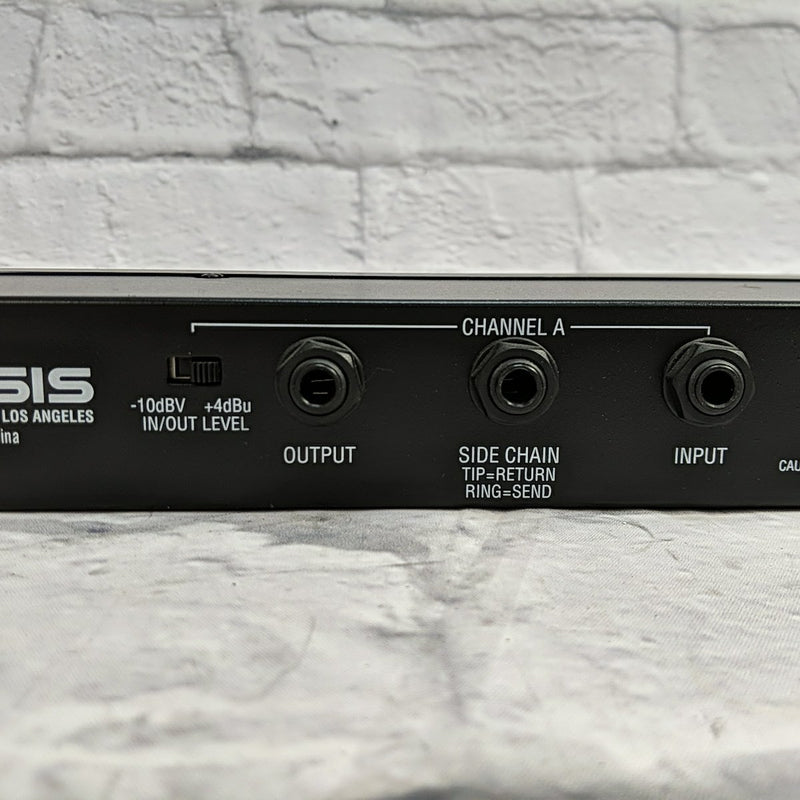 SIS
LOS ANGELES
ina
-10dBV +4dBu
IN/OUT LEVEL
CHANNEL A
OUTPUT
SIDE CHAIN
TIP=RETURN
RING=SEND
INPUT
CAU